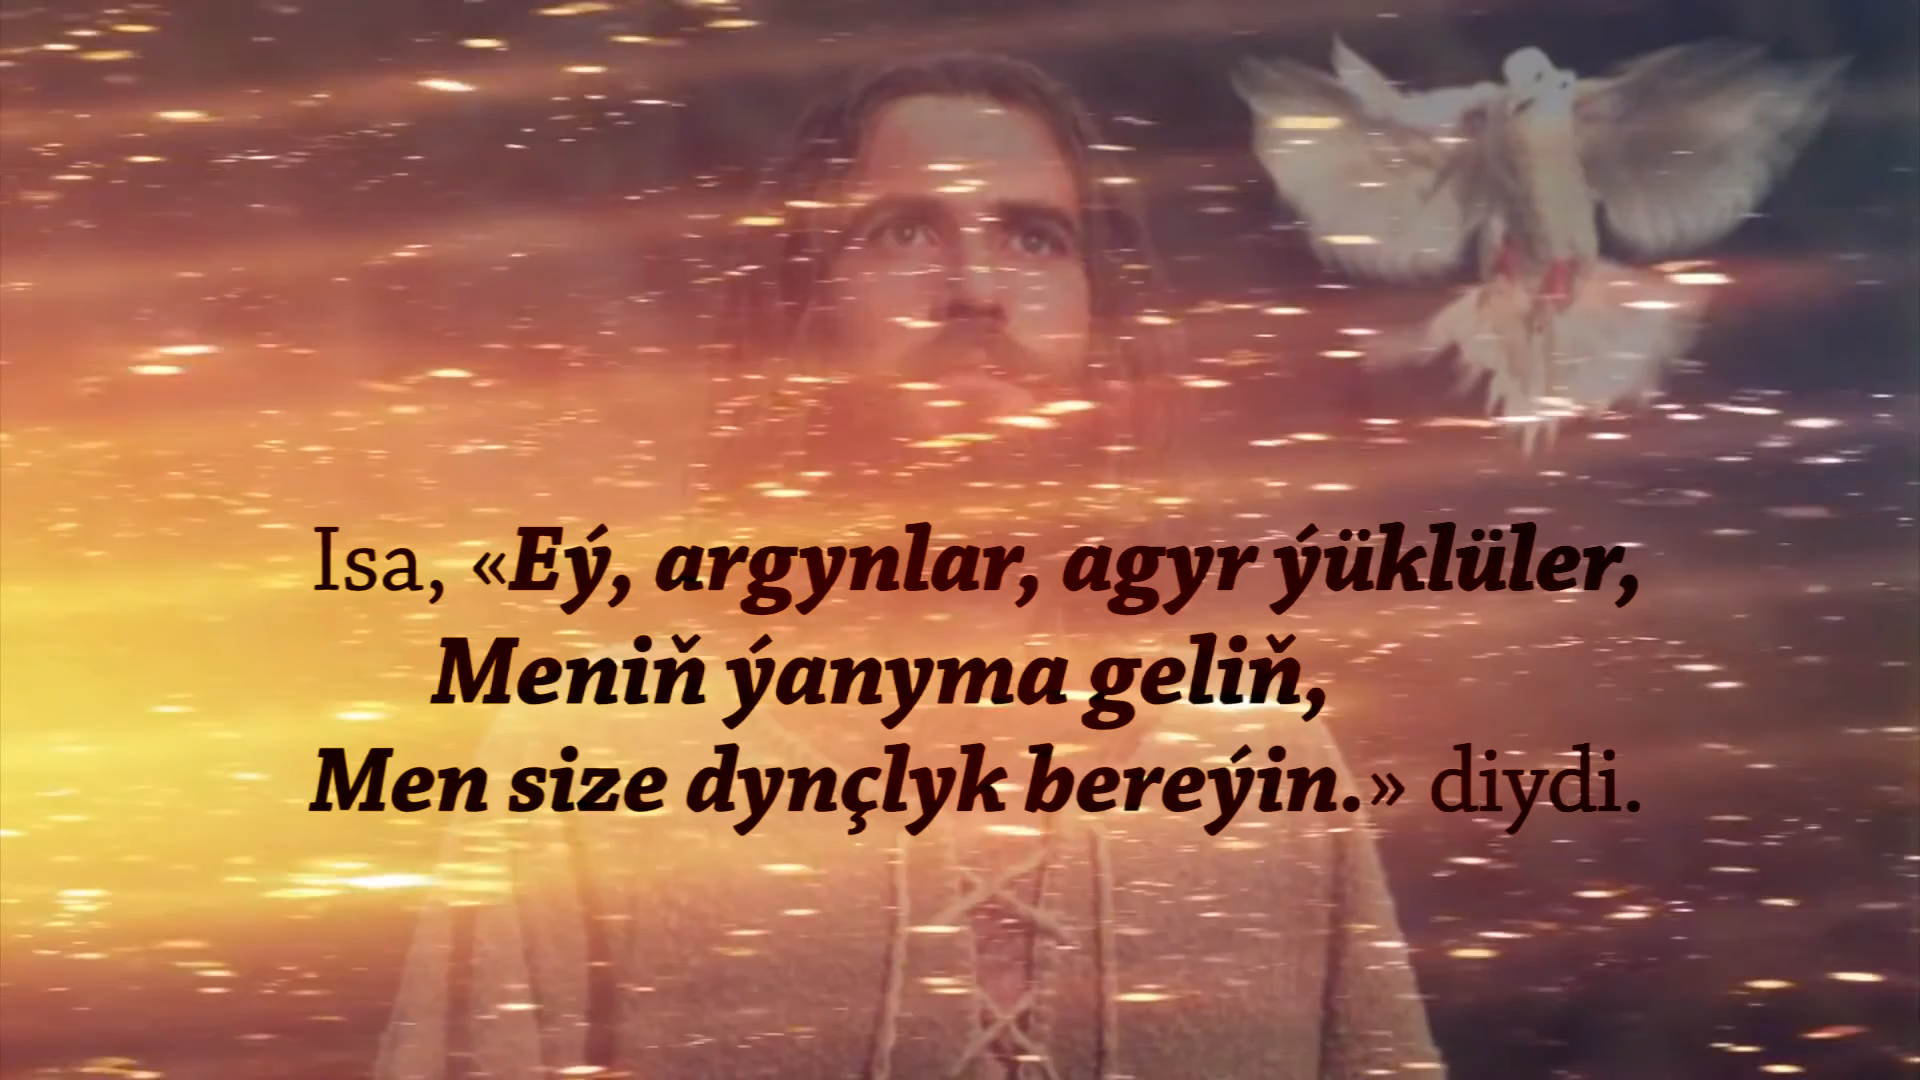 Isa, «Eý, argynlar, agyr ýüklüler,
Meniň ýanyma geliň,
Men size dynçlyk bereýin.» diydi.